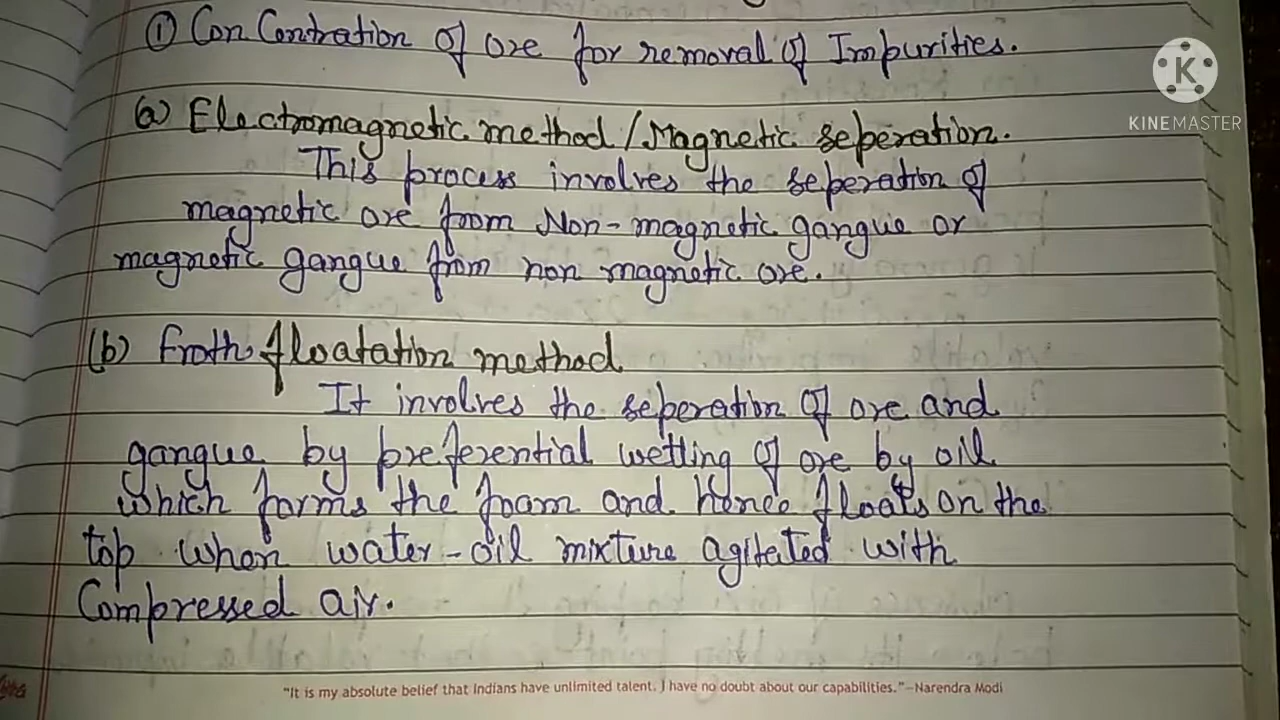 ① Con Centration of ore for removal of Impurities.
K
KINEMASTER
(a) Electromagnetic method / Magnetic seperation.
This process involves the seperation of
magnetic ore from Non-magnetic gangue or
magnetic gangue from non magnetic ore.
(b) Froth floatation method
It involves the seperation of ore and
gangue by preferential wetting of ore by oil
which forms the foam and Hence floats on the
top when water-oil mixture agitated with
Compressed air.
"It is my absolute belief that Indians have unlimited talent. I have no doubt about our capabilities."–Narendra Modi